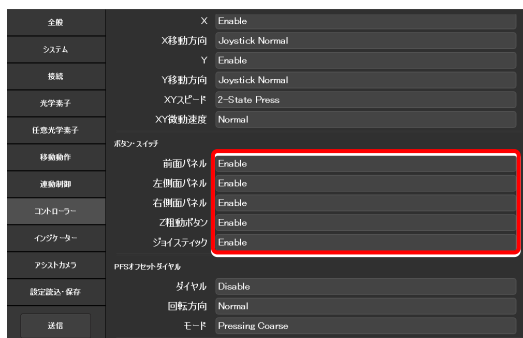 全般
システム
接続
光学素子
任意光学素子
移動動作
連動制御
コントローラー
インジケーター
アシストカメラ
設定読込・保存
送信
X Enable
X移動方向 Joystick Normal
Y Enable
Y移動方向 Joystick Normal
XYスピード 2-State Press
XY微動速度 Normal
ボタン・スイッチ
前面パネル Enable
左側面パネル Enable
右側面パネル Enable
Z粗動ボタン Enable
ジョイスティック Enable
PFSオフセットダイヤル
ダイヤル Disable
回転方向 Normal
モード Pressing Coarse